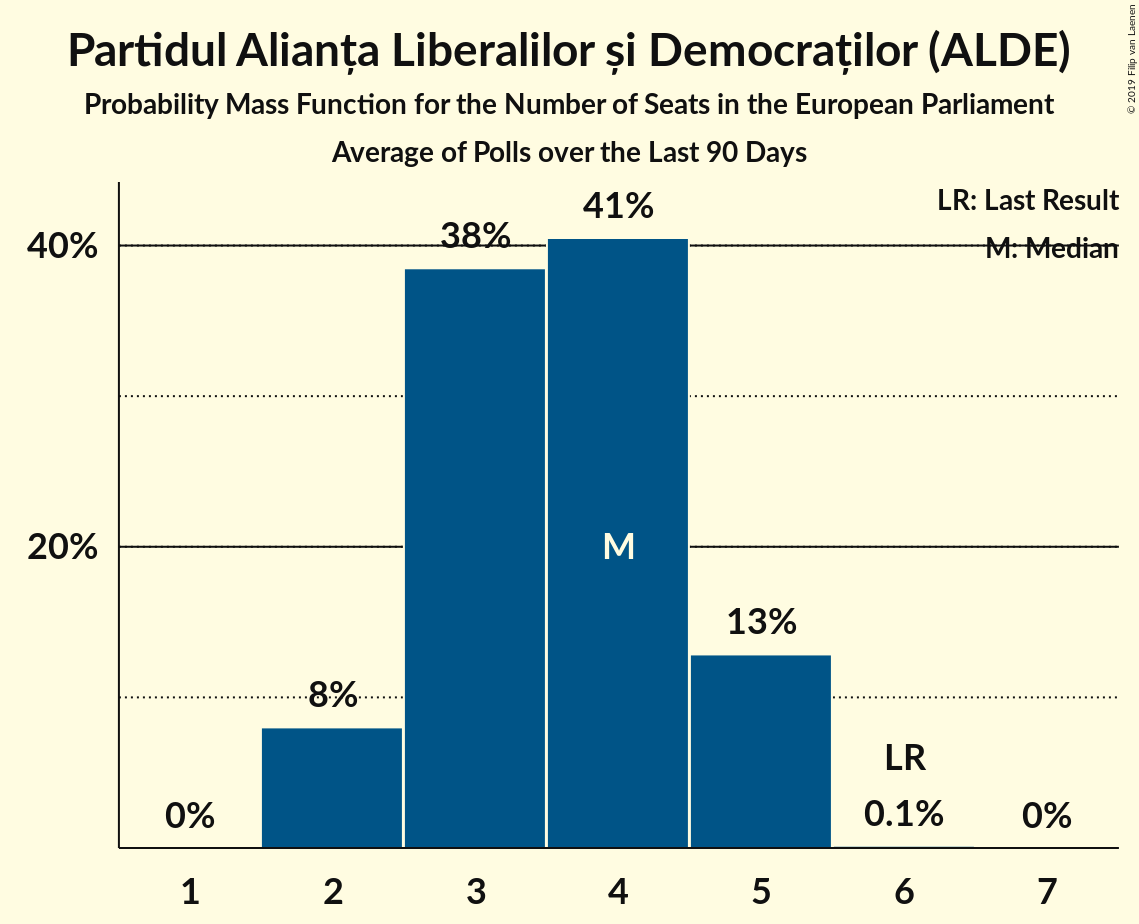 Partidul Alianța Liberalilor și Democraților (ALDE)
Probability Mass Function for the Number of Seats in the European Parliament
Average of Polls over the Last 90 Days
© 2019 Filip van Laenen
LR: Last Result
M: Median
40%
20%
0%
8%
38%
41%
M
13%
LR
0.1%
0%
1 2 3 4 5 6 7